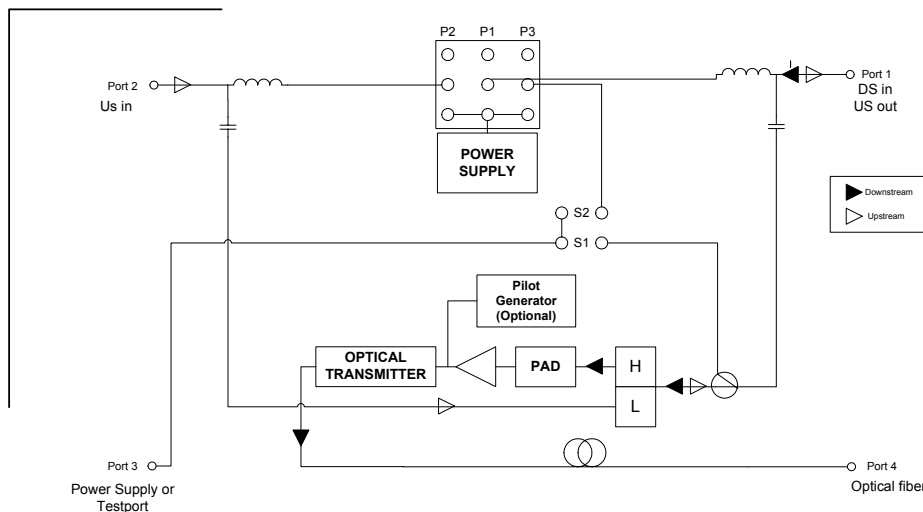 P2 P1 P3
Port 2
Us in
Port 1
DS in
US out
POWER
SUPPLY
Downstream
Upstream
S2
S1
Pilot
Generator
(Optional)
OPTICAL
TRANSMITTER
PAD
H
L
Port 3
Power Supply or
Testport
Port 4
Optical fiber